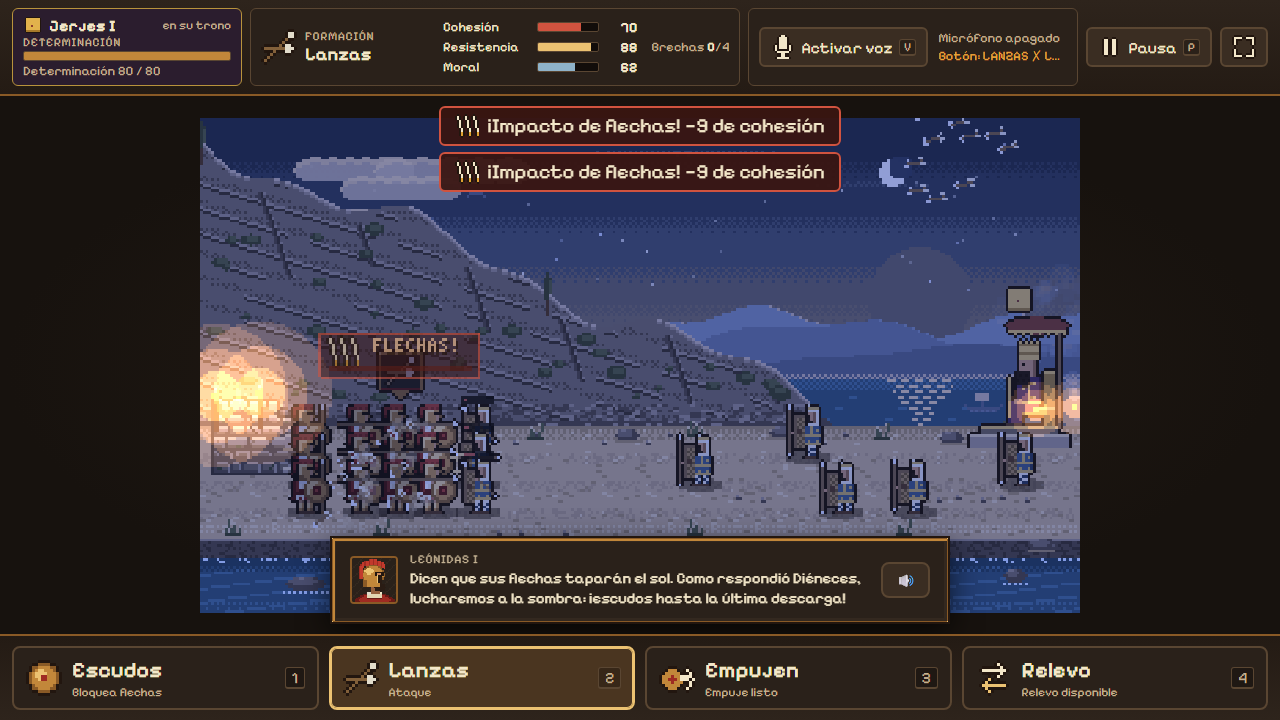 Jerjes I
en su trono
DETERMINACIÓN
Determinación 80 / 80
FORMACIÓN
Lanzas
Cohesión 70
Resistencia 88
Moral 62
Brechas 0/4
Activar voz V
Micrófono apagado
Botón: LANZAS X L…
Pausa P
¡Impacto de flechas! -9 de cohesión
¡Impacto de flechas! -9 de cohesión
FLECHAS!
LEÓNIDAS I
Dicen que sus flechas taparán el sol. Como respondió Diéneces,
lucharemos a la sombra: ¡escudos hasta la última descarga!
Escudos 1
Bloquea flechas
Lanzas 2
Ataque
Empujen 3
Empuje listo
Relevo 4
Relevo disponible